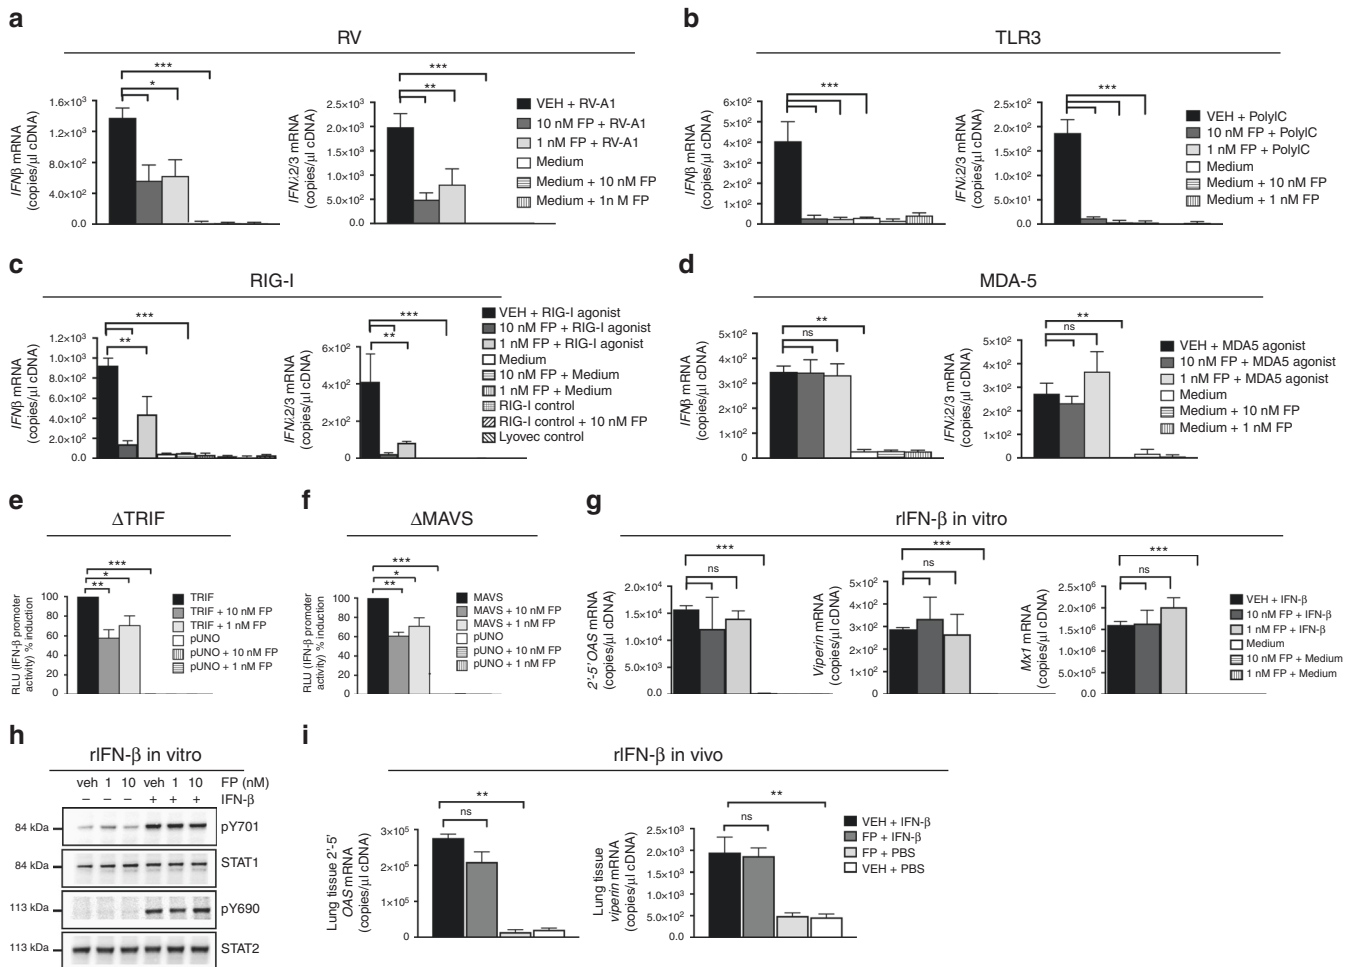 a
RV
***
*
1.6×10³
1.2×10³
8.0×10²
4.0×10²
0.0
IFNβ mRNA
(copies/µl cDNA)
***
**
2.5×10³
2.0×10³
1.5×10³
1.0×10³
5.0×10²
0.0
IFNλ2/3 mRNA
(copies/µl cDNA)
VEH + RV-A1
10 nM FP + RV-A1
1 nM FP + RV-A1
Medium
Medium + 10 nM FP
Medium + 1n M FP
b
TLR3
***
6×10²
5×10²
4×10²
3×10²
2×10²
1×10²
0
IFNβ mRNA
(copies/µl cDNA)
***
2.5×10²
2.0×10²
1.5×10²
1.0×10²
5.0×10¹
0.0
IFNλ2/3 mRNA
(copies/µl cDNA)
VEH + PolyIC
10 nM FP + PolyIC
1 nM FP + PolyIC
Medium
Medium + 10 nM FP
Medium + 1 nM FP
c
RIG-I
***
**
1.2×10³
1.0×10³
8.0×10²
6.0×10²
4.0×10²
2.0×10²
0.0
IFNβ mRNA
(copies/µl cDNA)
***
**
6×10²
4×10²
2×10²
0
IFNλ2/3 mRNA
(copies/µl cDNA)
VEH + RIG-I agonist
10 nM FP + RIG-I agonist
1 nM FP + RIG-I agonist
Medium
10 nM FP + Medium
1 nM FP + Medium
RIG-I control
RIG-I control + 10 nM FP
Lyovec control
d
MDA-5
**
ns
5×10²
4×10²
3×10²
2×10²
1×10²
0
IFNβ mRNA
(copies/µl cDNA)
**
ns
5×10²
4×10²
3×10²
2×10²
1×10²
0
IFNλ2/3 mRNA
(copies/µl cDNA)
VEH + MDA5 agonist
10 nM FP + MDA5 agonist
1 nM FP + MDA5 agonist
Medium
Medium + 10 nM FP
Medium + 1 nM FP
e
ΔTRIF
***
*
**
100
80
60
40
20
0
RLU (IFN-β promoter
activity) % induction
TRIF
TRIF + 10 nM FP
TRIF + 1 nM FP
pUNO
pUNO + 10 nM FP
pUNO + 1 nM FP
f
ΔMAVS
***
*
**
100
80
60
40
20
0
RLU (IFN-β promoter
activity) % induction
MAVS
MAVS + 10 nM FP
MAVS + 1 nM FP
pUNO
pUNO + 10 nM FP
pUNO + 1 nM FP
g
rIFN-β in vitro
***
ns
2.0×10⁴
1.5×10⁴
1.0×10⁴
5.0×10³
0.0
2'-5'OAS mRNA
(copies/µl cDNA)
***
ns
5×10²
4×10²
3×10²
2×10²
1×10²
0
Viperin mRNA
(copies/µl cDNA)
***
ns
2.5×10⁶
2.0×10⁶
1.5×10⁶
1.0×10⁶
5.0×10⁵
0.0
Mx1 mRNA
(copies/µl cDNA)
VEH + IFN-β
10 nM FP + IFN-β
1 nM FP + IFN-β
Medium
10 nM FP + Medium
1 nM FP + Medium
h
rIFN-β in vitro
veh 1 10 veh 1 10 FP (nM)
− − − + + + IFN-β
84 kDa pY701
84 kDa STAT1
113 kDa pY690
113 kDa STAT2
i
rIFN-β in vivo
**
ns
3×10⁵
2×10⁵
1×10⁵
0
Lung tissue 2'-5'
OAS mRNA
(copies/µl cDNA)
**
ns
2.5×10³
2.0×10³
1.5×10³
1.0×10³
5.0×10²
0.0
Lung tissue
viperin mRNA
(copies/µl cDNA)
VEH + IFN-β
FP + IFN-β
FP + PBS
VEH + PBS